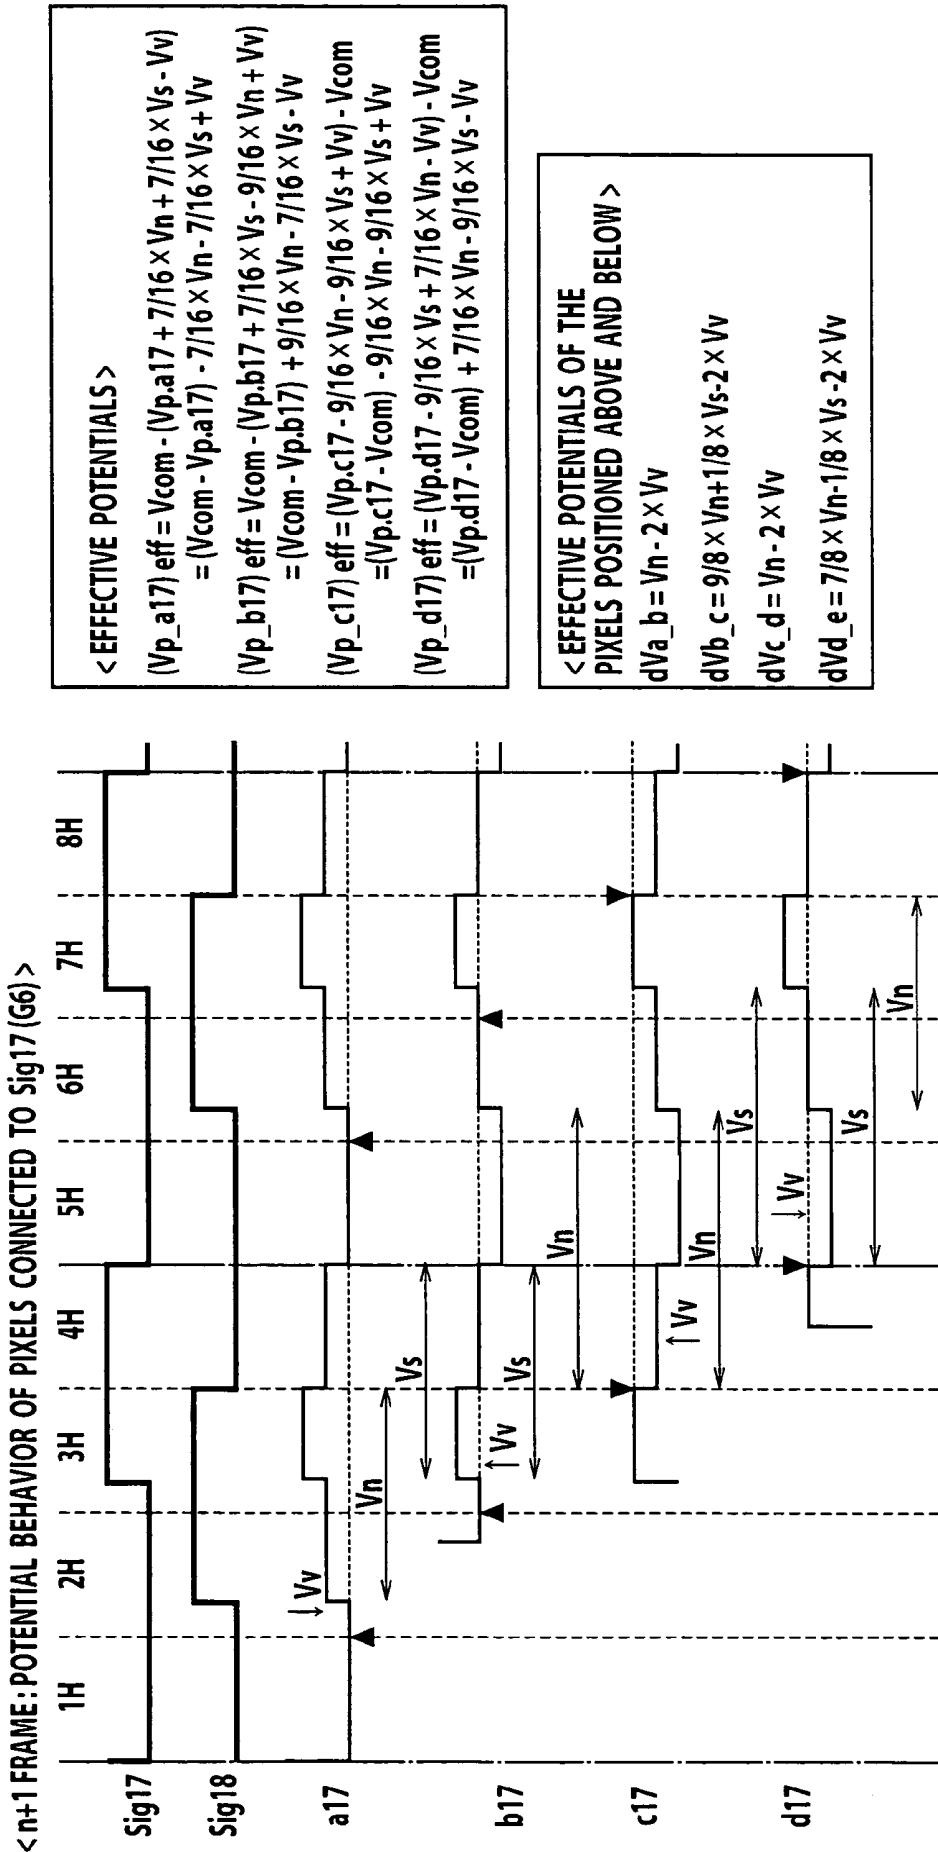 <n+1 FRAME: POTENTIAL BEHAVIOR OF PIXELS CONNECTED TO Sig17 (G6)>
1H 2H 3H 4H 5H 6H 7H 8H
Sig17
Sig18
a17
Vv
Vn
Vs
b17
Vv
Vs
Vn
c17
Vv
Vn
Vs
d17
Vv
Vs
Vn
<EFFECTIVE POTENTIALS>
(Vp_a17) eff = Vcom - (Vp.a17 + 7/16 × Vn + 7/16 × Vs - Vv)
= (Vcom - Vp.a17) - 7/16 × Vn - 7/16 × Vs + Vv
(Vp_b17) eff = Vcom - (Vp.b17 + 7/16 × Vs - 9/16 × Vn + Vv)
= (Vcom - Vp.b17) + 9/16 × Vn - 7/16 × Vs - Vv
(Vp_c17) eff = (Vp.c17 - 9/16 × Vn - 9/16 × Vs + Vv) - Vcom
=(Vp.c17 - Vcom) - 9/16 × Vn - 9/16 × Vs + Vv
(Vp_d17) eff = (Vp.d17 - 9/16 × Vs + 7/16 × Vn - Vv) - Vcom
=(Vp.d17 - Vcom) + 7/16 × Vn - 9/16 × Vs - Vv
<EFFECTIVE POTENTIALS OF THE
PIXELS POSITIONED ABOVE AND BELOW>
dVa_b = Vn - 2 × Vv
dVb_c = 9/8 × Vn+1/8 × Vs-2 × Vv
dVc_d = Vn - 2 × Vv
dVd_e = 7/8 × Vn-1/8 × Vs-2 × Vv